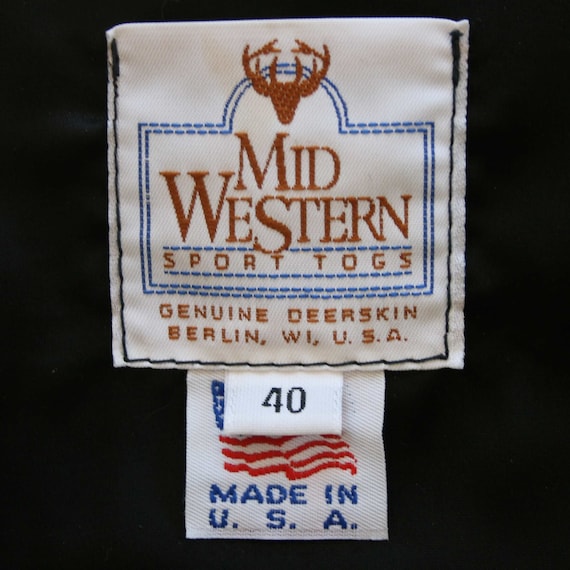 MID
WESTERN
SPORT TOGS
GENUINE DEERSKIN
BERLIN, WI, U.S.A.
40
MADE IN
U. S. A.